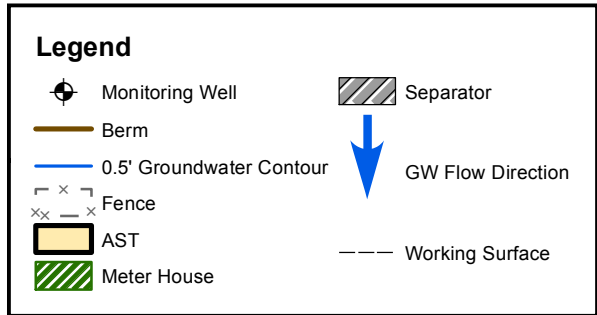 Legend
Monitoring Well
Berm
0.5' Groundwater Contour
Fence
AST
Meter House
Separator
GW Flow Direction
Working Surface